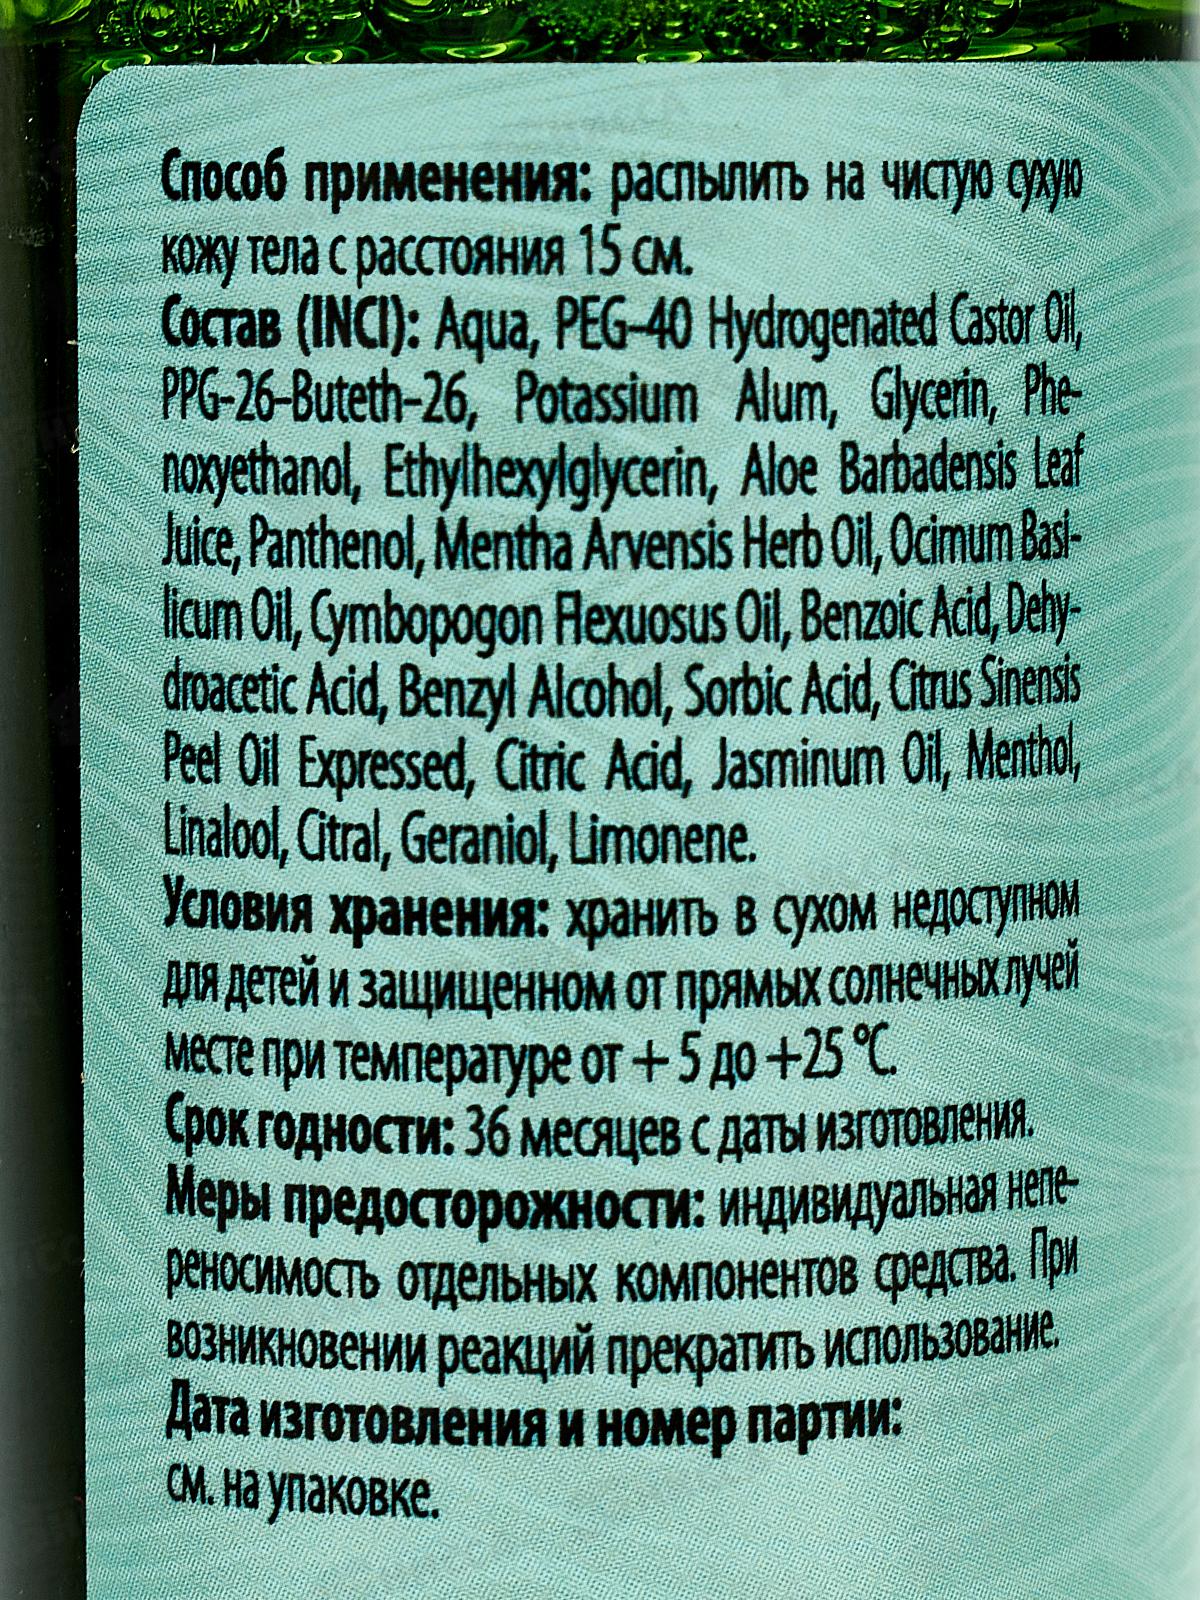 Способ применения: распылить на чистую сухую
кожу тела с расстояния 15 см.
Состав (INCI): Aqua, PEG-40 Hydrogenated Castor Oil,
PPG-26-Buteth-26, Potassium Alum, Glycerin, Phe-
noxyethanol, Ethylhexylglycerin, Aloe Barbadensis Leaf
Juice, Panthenol, Mentha Arvensis Herb Oil, Ocimum Basi-
licum Oil, Cymbopogon Flexuosus Oil, Benzoic Acid, Dehy-
droacetic Acid, Benzyl Alcohol, Sorbic Acid, Citrus Sinensis
Peel Oil Expressed, Citric Acid, Jasminum Oil, Menthol,
Linalool, Citral, Geraniol, Limonene.
Условия хранения: хранить в сухом недоступном
для детей и защищенном от прямых солнечных лучей
месте при температуре от + 5 до +25 °C.
Срок годности: 36 месяцев с даты изготовления.
Меры предосторожности: индивидуальная непе-
реносимость отдельных компонентов средства. При
возникновении реакций прекратить использование.
Дата изготовления и номер партии:
см. на упаковке.